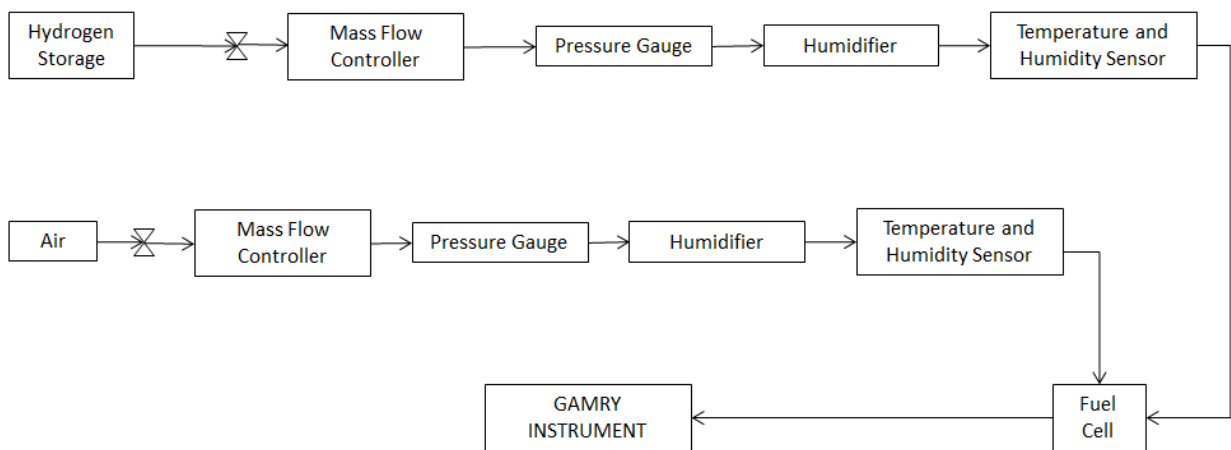 Hydrogen
Storage
Mass Flow
Controller
Pressure Gauge
Humidifier
Temperature and
Humidity Sensor
Air
Mass Flow
Controller
Pressure Gauge
Humidifier
Temperature and
Humidity Sensor
GAMRY
INSTRUMENT
Fuel
Cell